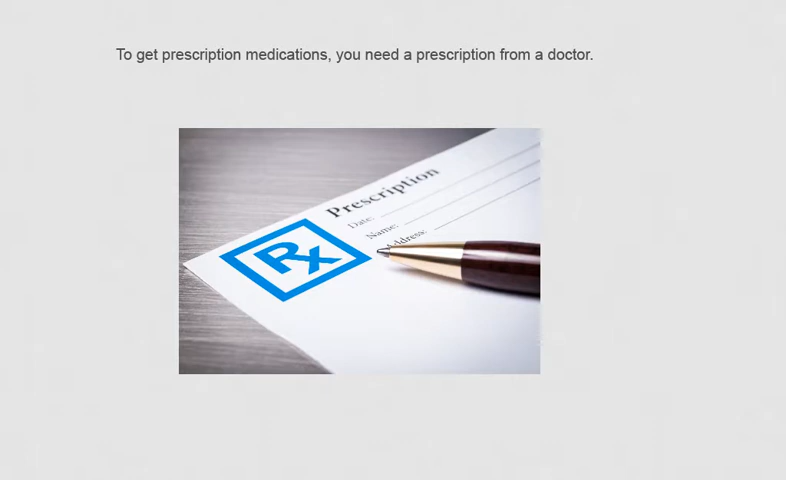 To get prescription medications, you need a prescription from a doctor.
Prescription
Date:
Name:
Address:
Rx